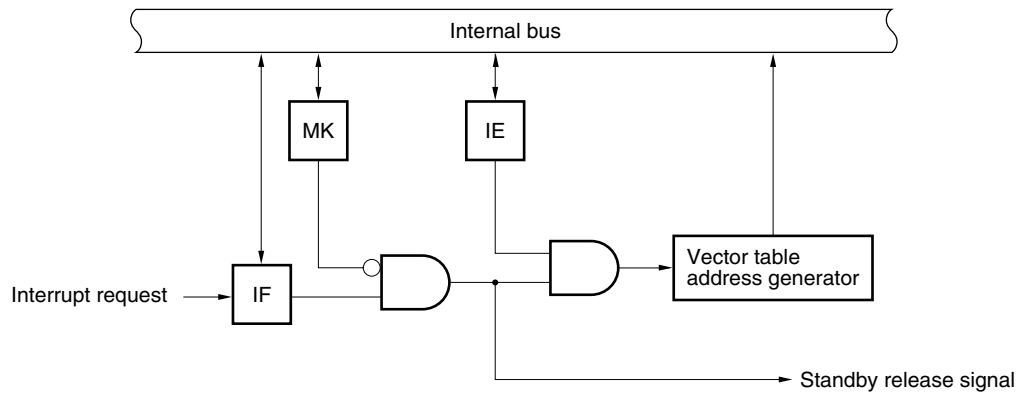 Internal bus
MK
IE
Interrupt request
IF
Vector table
address generator
Standby release signal